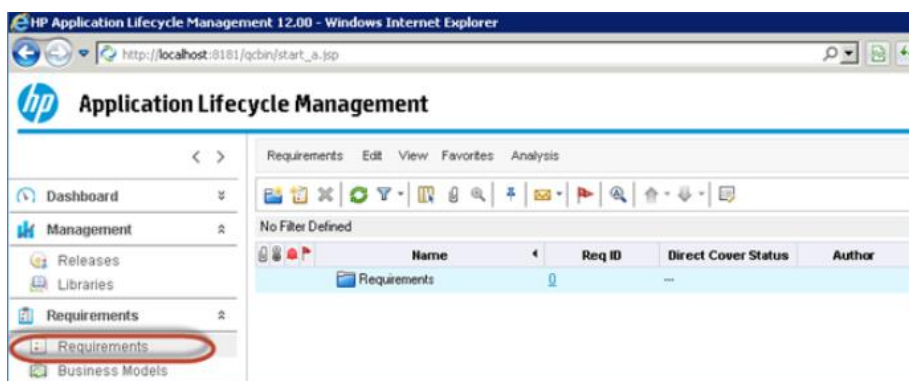 HP Application Lifecycle Management 12.00 - Windows Internet Explorer
http://localhost:8181/qcbin/start_a.jsp
hp Application Lifecycle Management
< >
Requirements Edit View Favorites Analysis
Dashboard
Management
No Filter Defined
Name Req ID Direct Cover Status Author
Releases
Requirements 0 ---
Libraries
Requirements
Requirements
Business Models